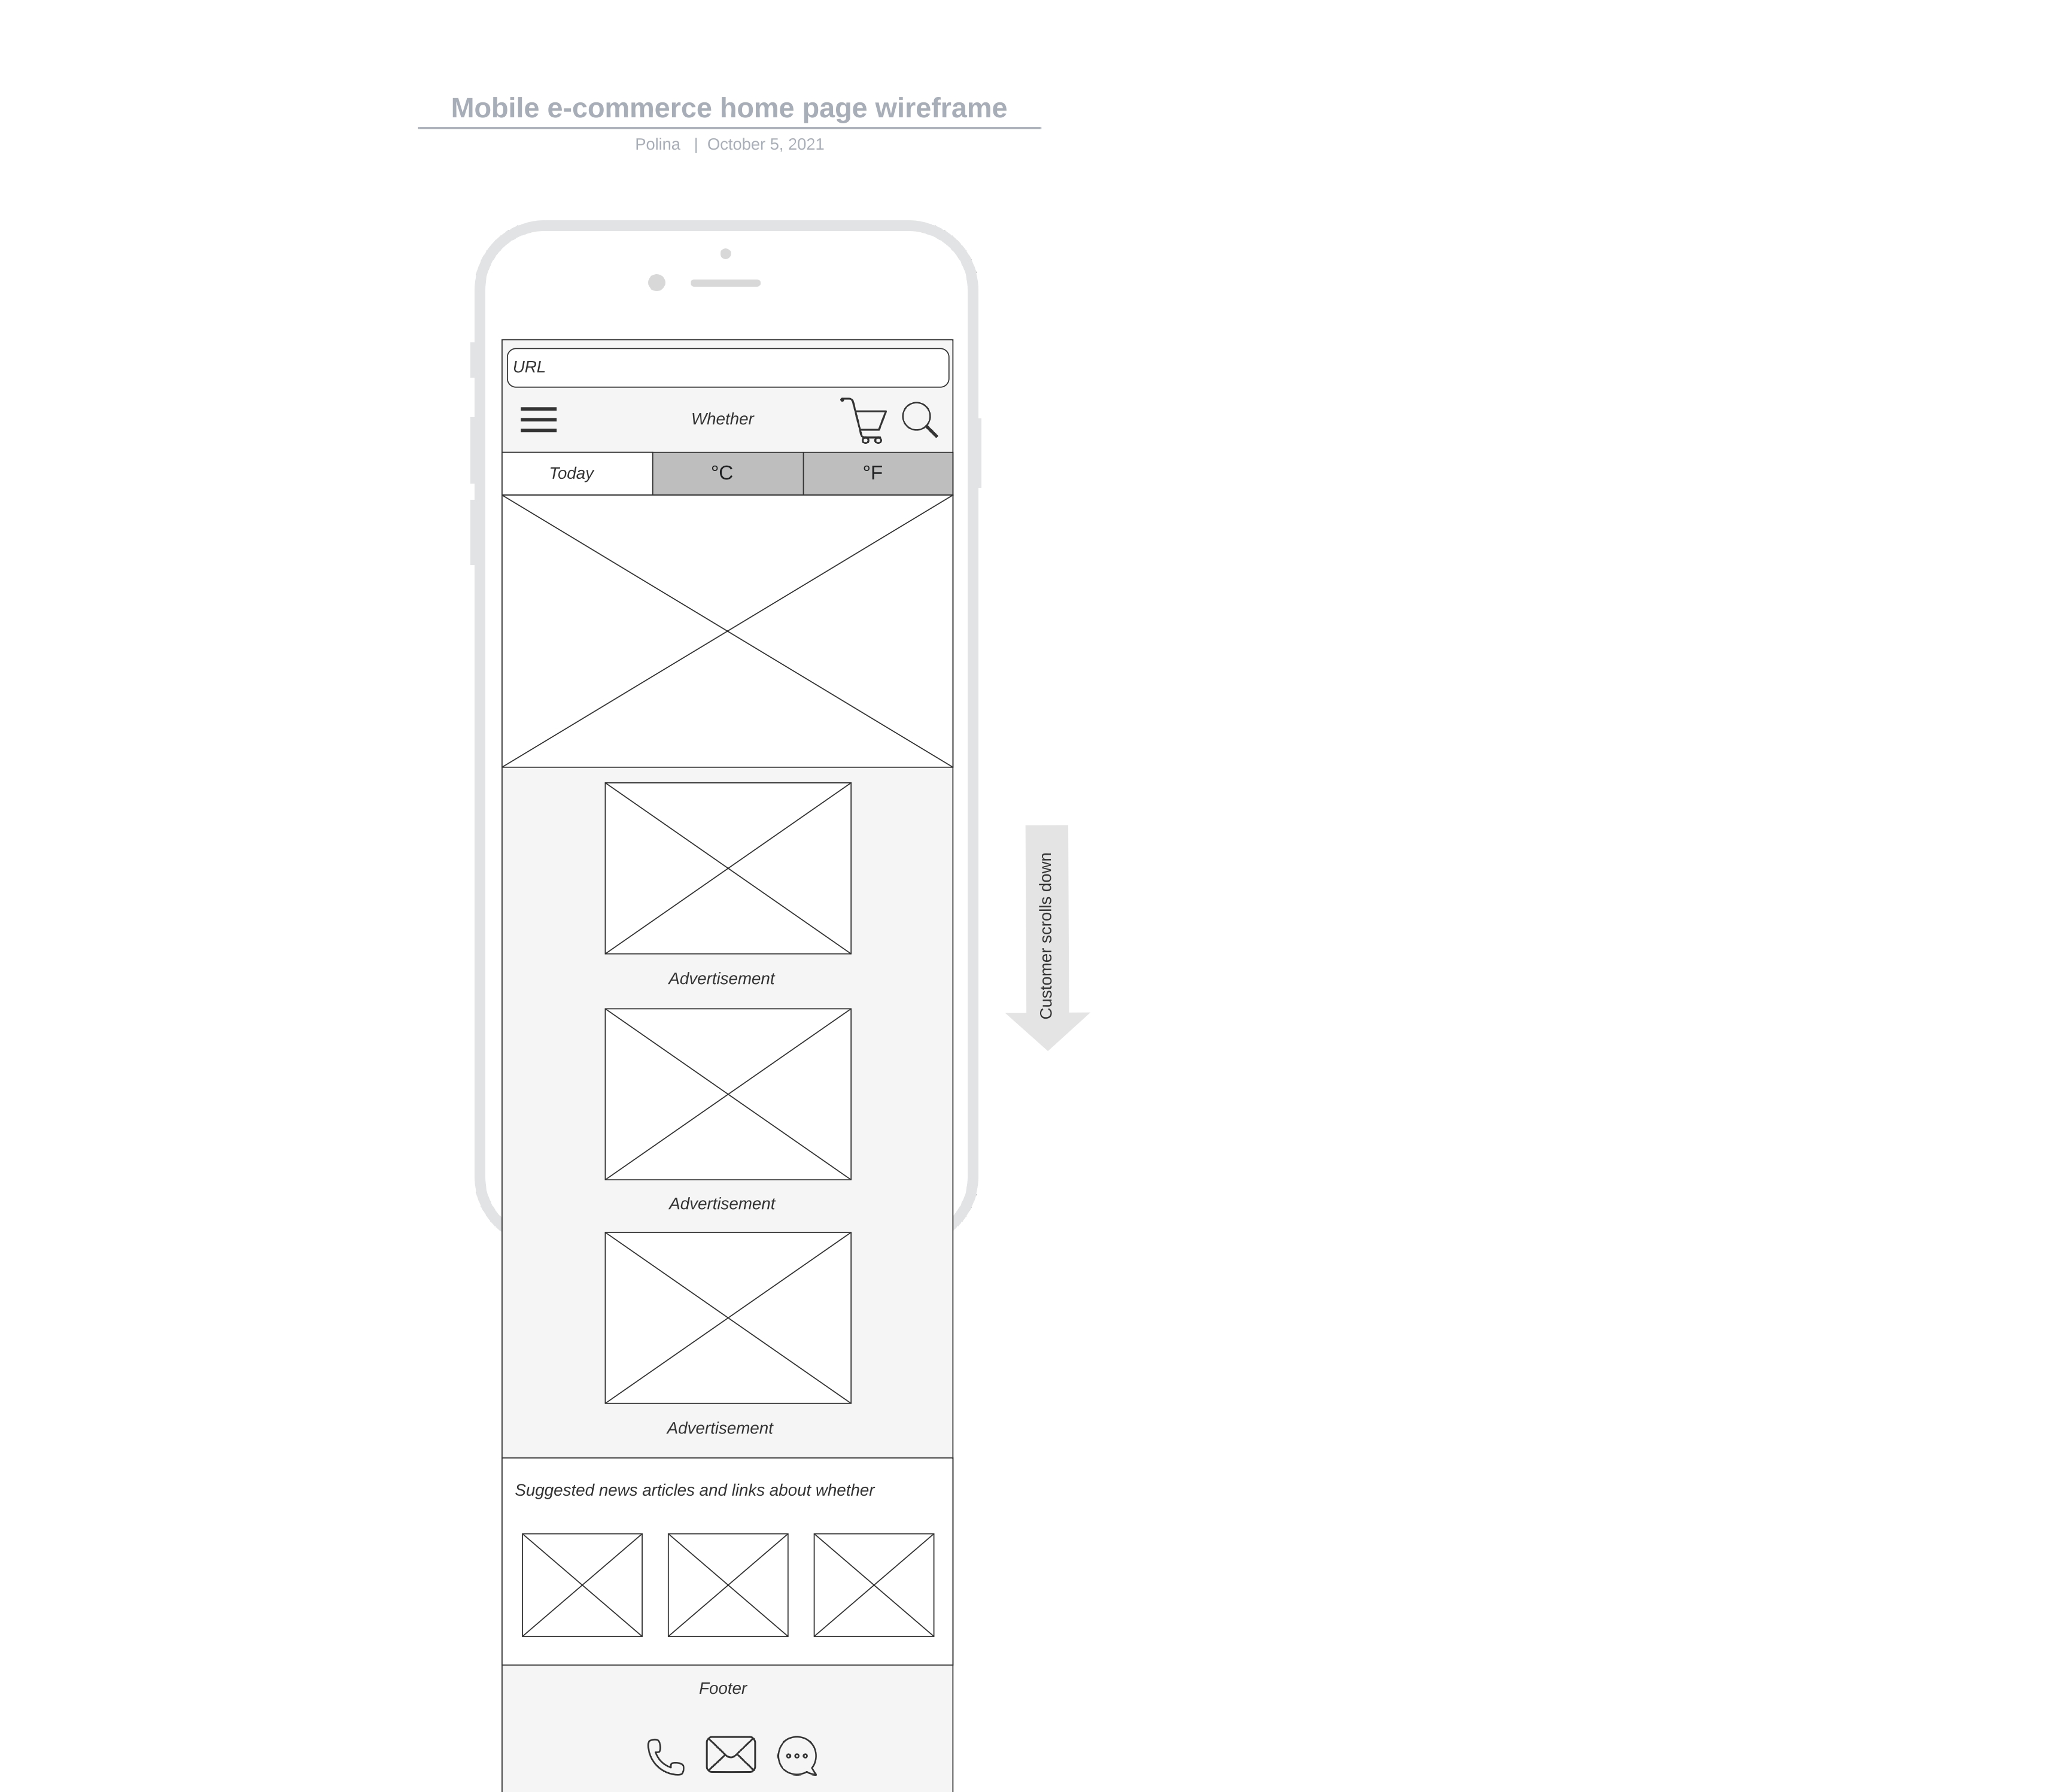 Mobile e-commerce home page wireframe
Polina | October 5, 2021
URL
Whether
Today °C °F
Advertisement
Customer scrolls down
Advertisement
Advertisement
Suggested news articles and links about whether
Footer